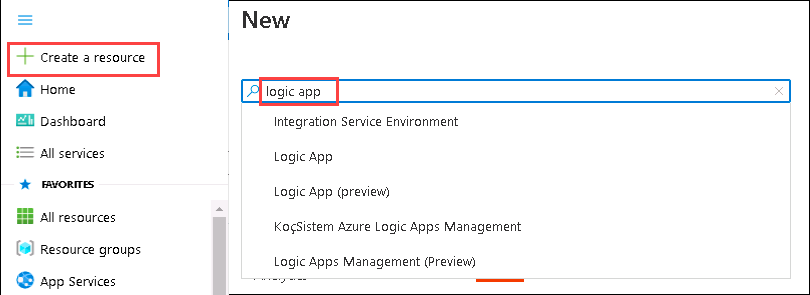 Create a resource
Home
Dashboard
All services
FAVORITES
All resources
Resource groups
App Services
New
logic app
Integration Service Environment
Logic App
Logic App (preview)
KoçSistem Azure Logic Apps Management
Logic Apps Management (Preview)